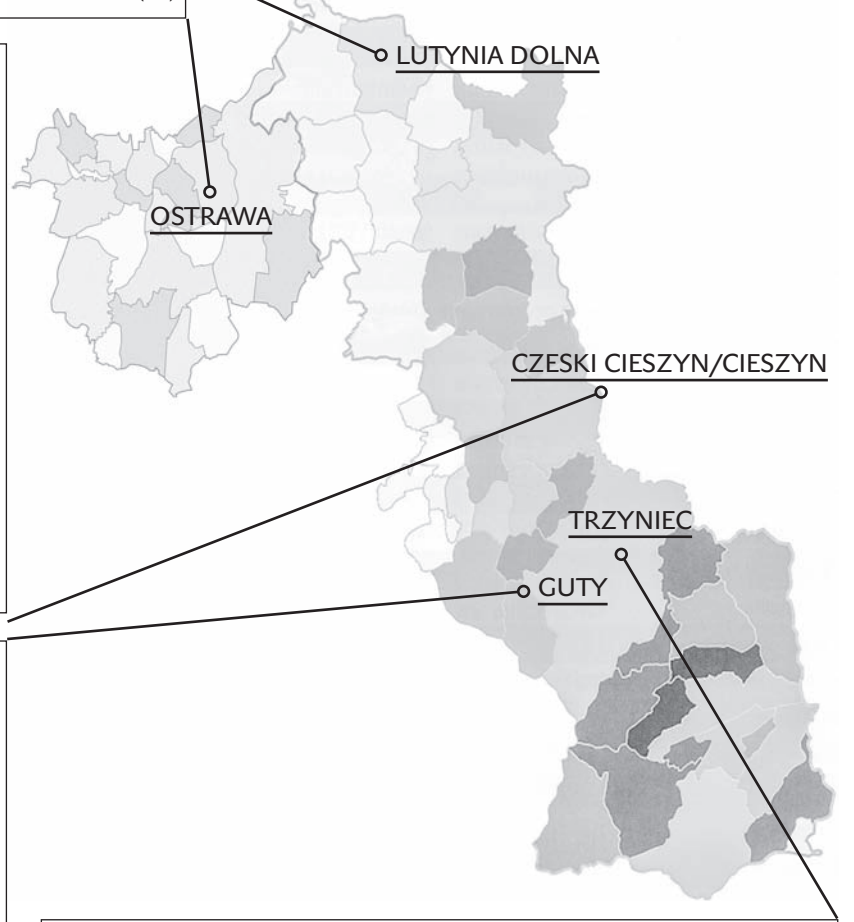 LUTYNIA DOLNA
OSTRAWA
CZESKI CIESZYN/CIESZYN
TRZYNIEC
GUTY